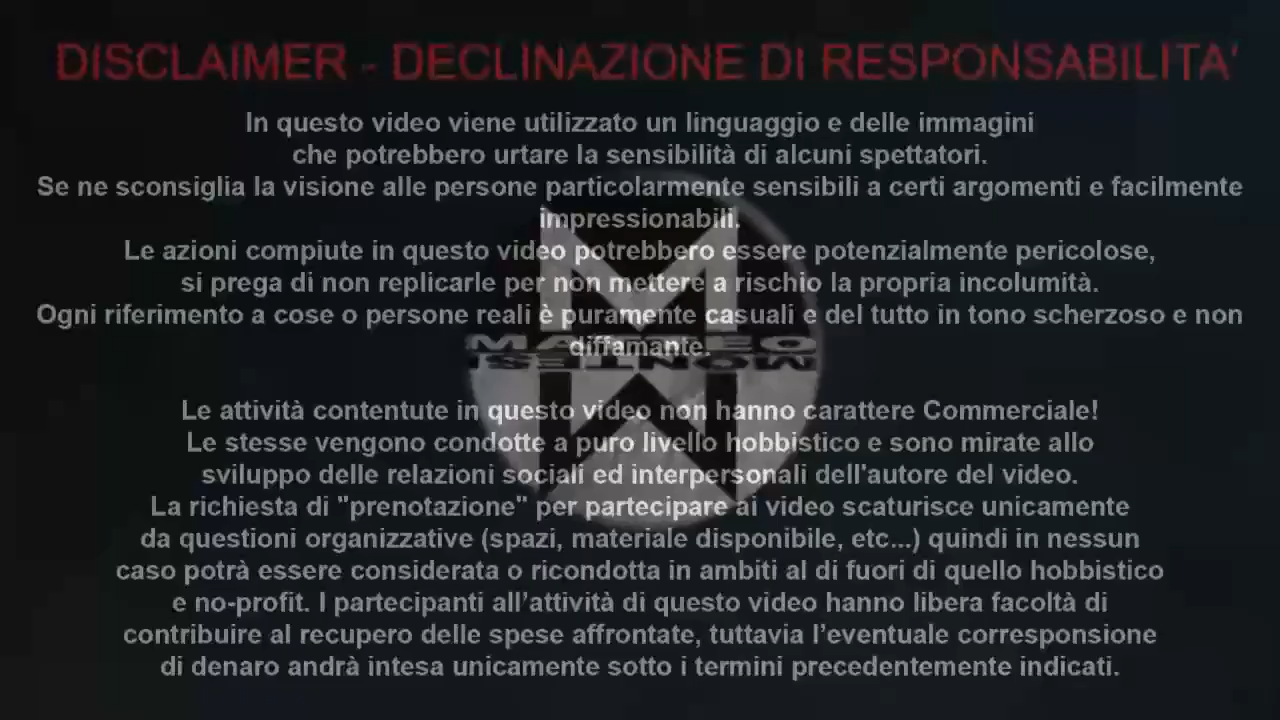 DISCLAIMER - DECLINAZIONE DI RESPONSABILITA'
In questo video viene utilizzato un linguaggio e delle immagini
che potrebbero urtare la sensibilità di alcuni spettatori.
Se ne sconsiglia la visione alle persone particolarmente sensibili a certi argomenti e facilmente
impressionabili.
Le azioni compiute in questo video potrebbero essere potenzialmente pericolose,
si prega di non replicarle per non mettere a rischio la propria incolumità.
Ogni riferimento a cose o persone reali è puramente casuali e del tutto in tono scherzoso e non
diffamante.
MATTEO
MONTESI
Le attività contentute in questo video non hanno carattere Commerciale!
Le stesse vengono condotte a puro livello hobbistico e sono mirate allo
sviluppo delle relazioni sociali ed interpersonali dell'autore del video.
La richiesta di "prenotazione" per partecipare ai video scaturisce unicamente
da questioni organizzative (spazi, materiale disponibile, etc...) quindi in nessun
caso potrà essere considerata o ricondotta in ambiti al di fuori di quello hobbistico
e no-profit. I partecipanti all’attività di questo video hanno libera facoltà di
contribuire al recupero delle spese affrontate, tuttavia l’eventuale corresponsione
di denaro andrà intesa unicamente sotto i termini precedentemente indicati.